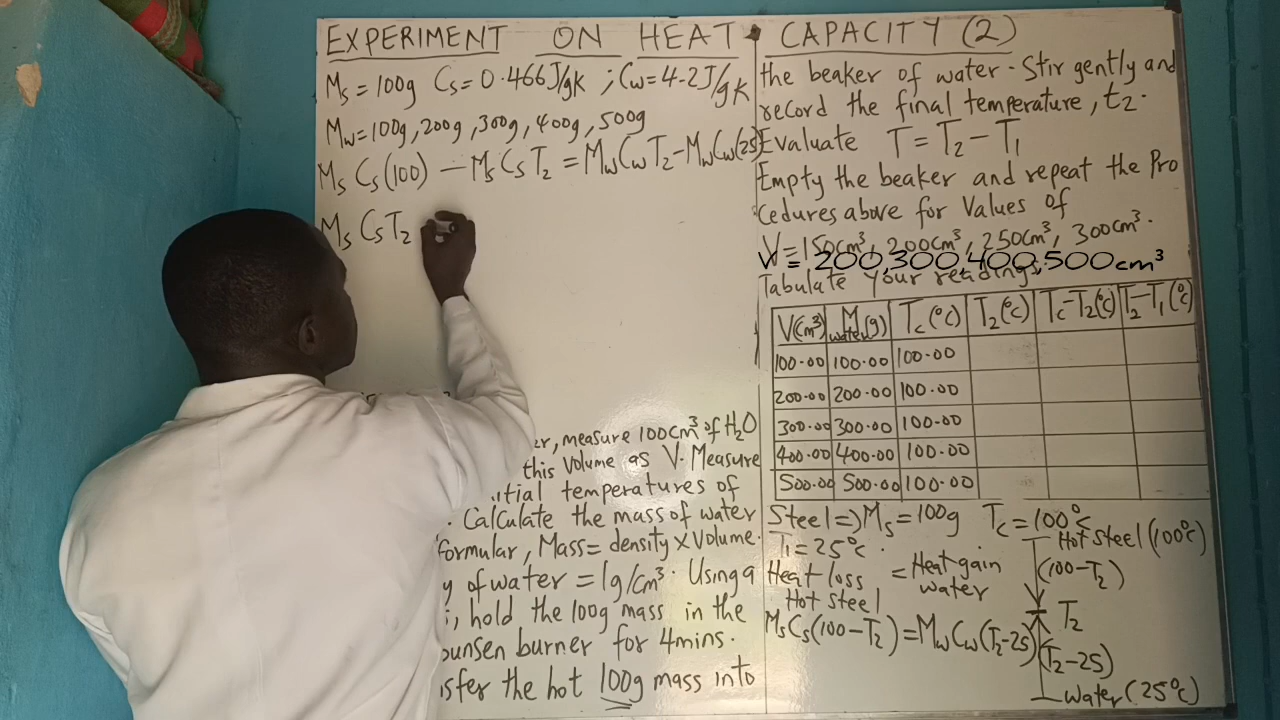 EXPERIMENT ON HEAT CAPACITY (2)
Ms = 100g Cs = 0.466J/gK ; Cw = 4.2J/gK
Mw = 100g, 200g, 300g, 400g, 500g
Ms Cs (100) - Ms Cs T2 = Mw Cw T2 - Mw Cw (25)
Ms Cs T2
er, measure 100cm³ of H2O
this Volume as V. Measure
itial temperatures of
. Calculate the mass of water
formular, Mass = density x Volume.
y of water = 1g/cm³. Using a
, hold the 100g mass in the
unsen burner for 4mins.
sfer the hot 100g mass into
the beaker of water. Stir gently and
record the final temperature, t2.
Evaluate T = T2 - T1
Empty the beaker and repeat the Pro
cedures above for Values of
V = 150cm³, 200cm³, 250cm³, 300cm³.
V = 200,300,400,500cm³
Tabulate your readings.
V(cm³) M water(g) Tc(°c) T2(°c) Tc-T2(°c) T2-T1(°c)
100.00 100.00 100.00
200.00 200.00 100.00
300.00 300.00 100.00
400.00 400.00 100.00
500.00 500.00 100.00
Steel => Ms = 100g Tc = 100°c
T1 = 25°c.
Heat loss = Heat gain
Hot steel water
MsCs(100-T2) = MwCw(T2-25)
Hot steel (100°c)
(100-T2)
T2
(T2-25)
water (25°c)